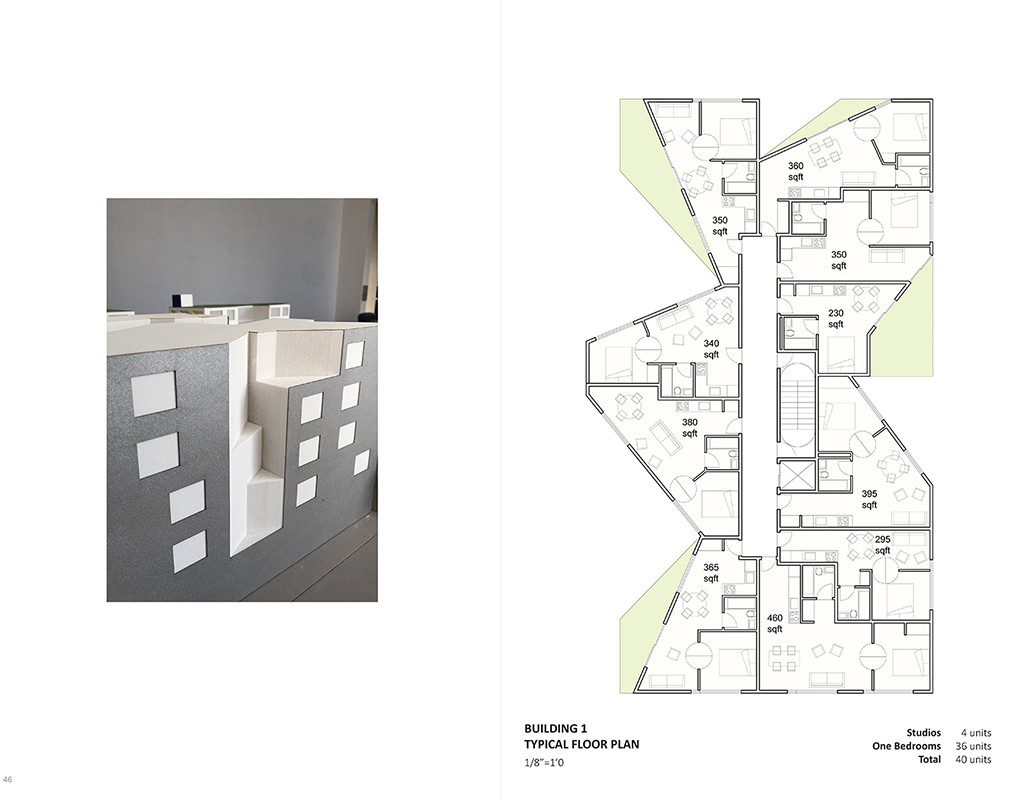 360
sqft
350
sqft
350
sqft
230
sqft
340
sqft
380
sqft
395
sqft
295
sqft
365
sqft
460
sqft
BUILDING 1
TYPICAL FLOOR PLAN
1/8”=1’0
Studios 4 units
One Bedrooms 36 units
Total 40 units
46